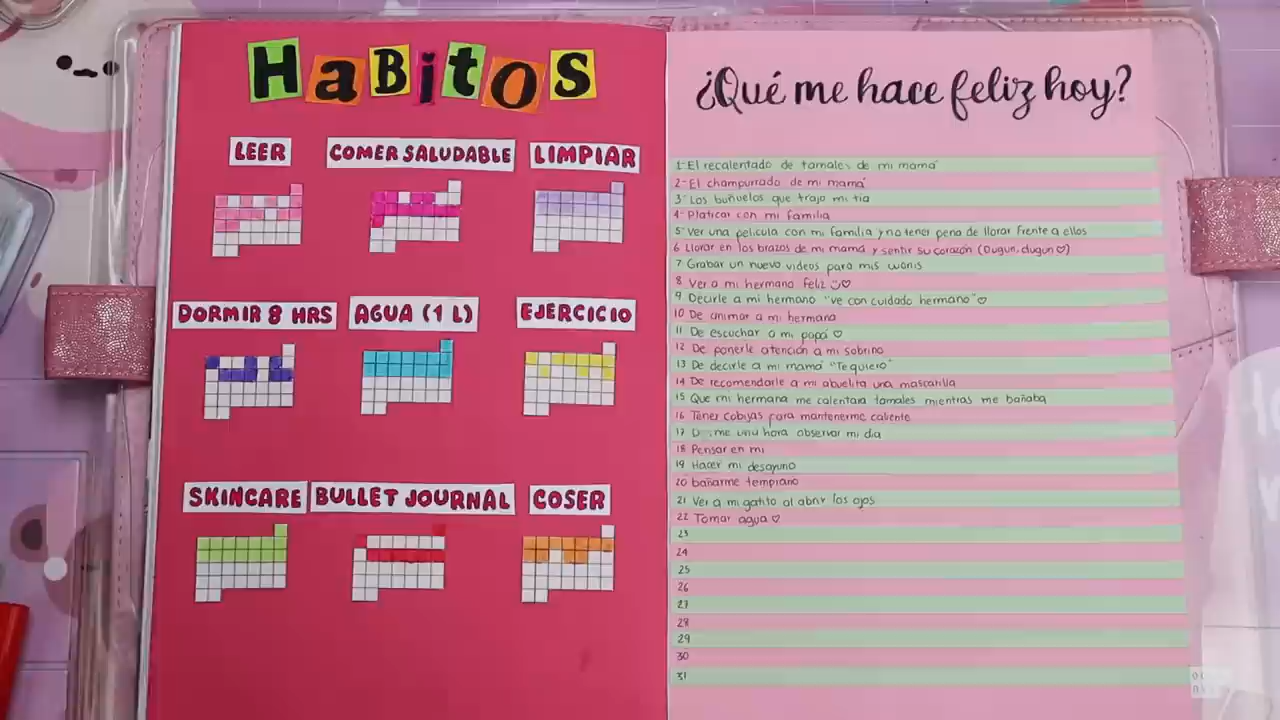 HaBitos
LEER
COMER SALUDABLE
LIMPIAR
DORMIR 8 HRS
AGUA (1 L)
EJERCICIO
SKINCARE
BULLET JOURNAL
COSER
¿Qué me hace feliz hoy?
1- El recalentado de tamales de mi mamá
2- El champurrado de mi mamá
3- Los buñuelos que trajo mi tía
4- Platicar con mi familia
5- Ver una película con mi familia y no tener pena de llorar frente a ellos
6 Llorar en los brazos de mi mamá y sentir su corazón (Dugun, dugun ♡)
7 Grabar un nuevo videos para mis wonis
8 Ver a mi hermano feliz ♡
9 Decirle a mi hermano "ve con cuidado hermano" ♡
10 De animar a mi hermana
11 De escuchar a mi papá ♡
12 De ponerle atención a mi sobrino
13 De decirle a mi mamá "Te quiero"
14 De recomendarle a mi abuelita una mascarilla
15 Que mi hermana me calentara tamales mientras me bañaba
16 Tener cobijas para mantenerme caliente
17 una hora observar mi dia
18 Pensar en mi
19 Hacer mi desayuno
20 bañarme temprano
21 Ver a mi gatito al abrir los ojos
22 Tomar agua ♡
23
24
25
26
27
28
29
30
31